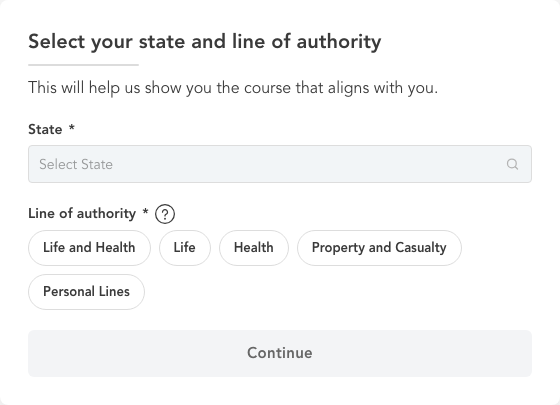 Select your state and line of authority
This will help us show you the course that aligns with you.
State *
Select State
Line of authority * ?
Life and Health Life Health Property and Casualty
Personal Lines
Continue